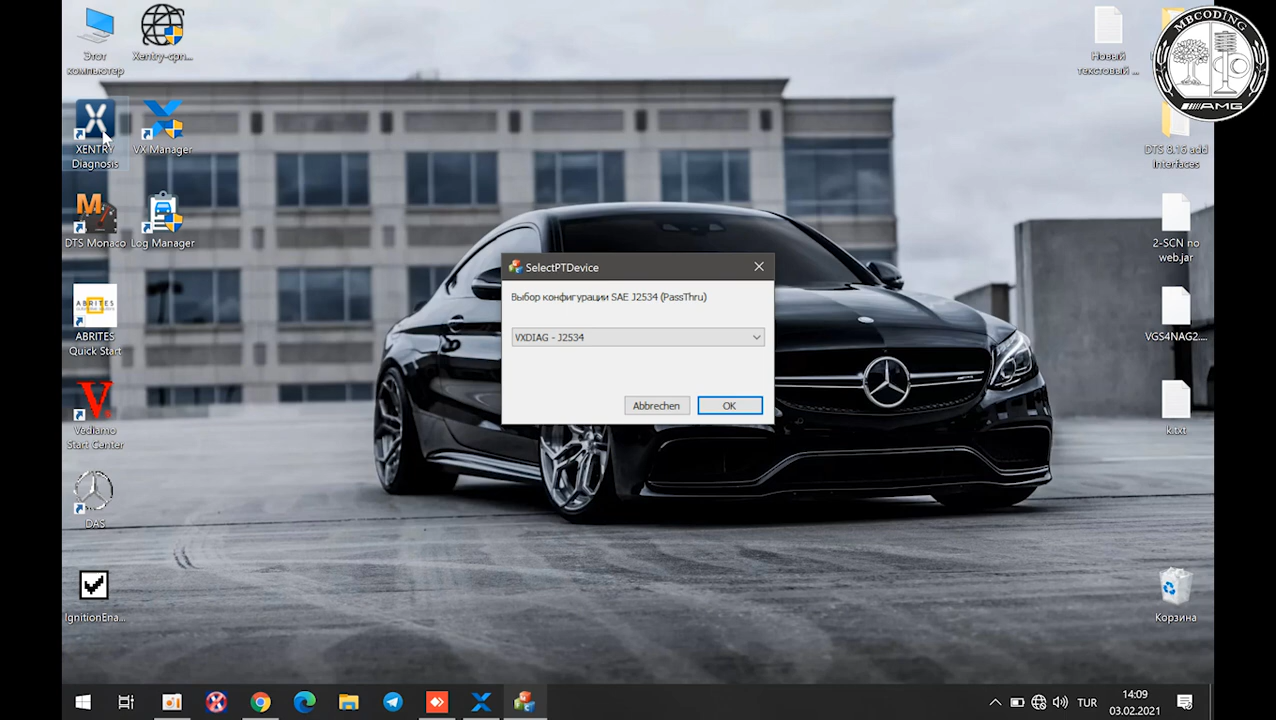 Этот
компьютер
Xentry-cpn...
XENTRY
Diagnosis
VX Manager
DTS Monaco
Log Manager
ABRITES
ABRITES
Quick Start
Vediamo
Start Center
DAS
IgnitionEna...
SelectPTDevice
Выбор конфигурации SAE J2534 (PassThru)
VXDIAG - J2534
Abbrechen
OK
Новый
текстовый ...
MBCODING
AMG
DTS 8.16 add
Interfaces
2-SCN no
web.jar
VGS4NAG2....
k.txt
Корзина
TUR
14:09
03.02.2021